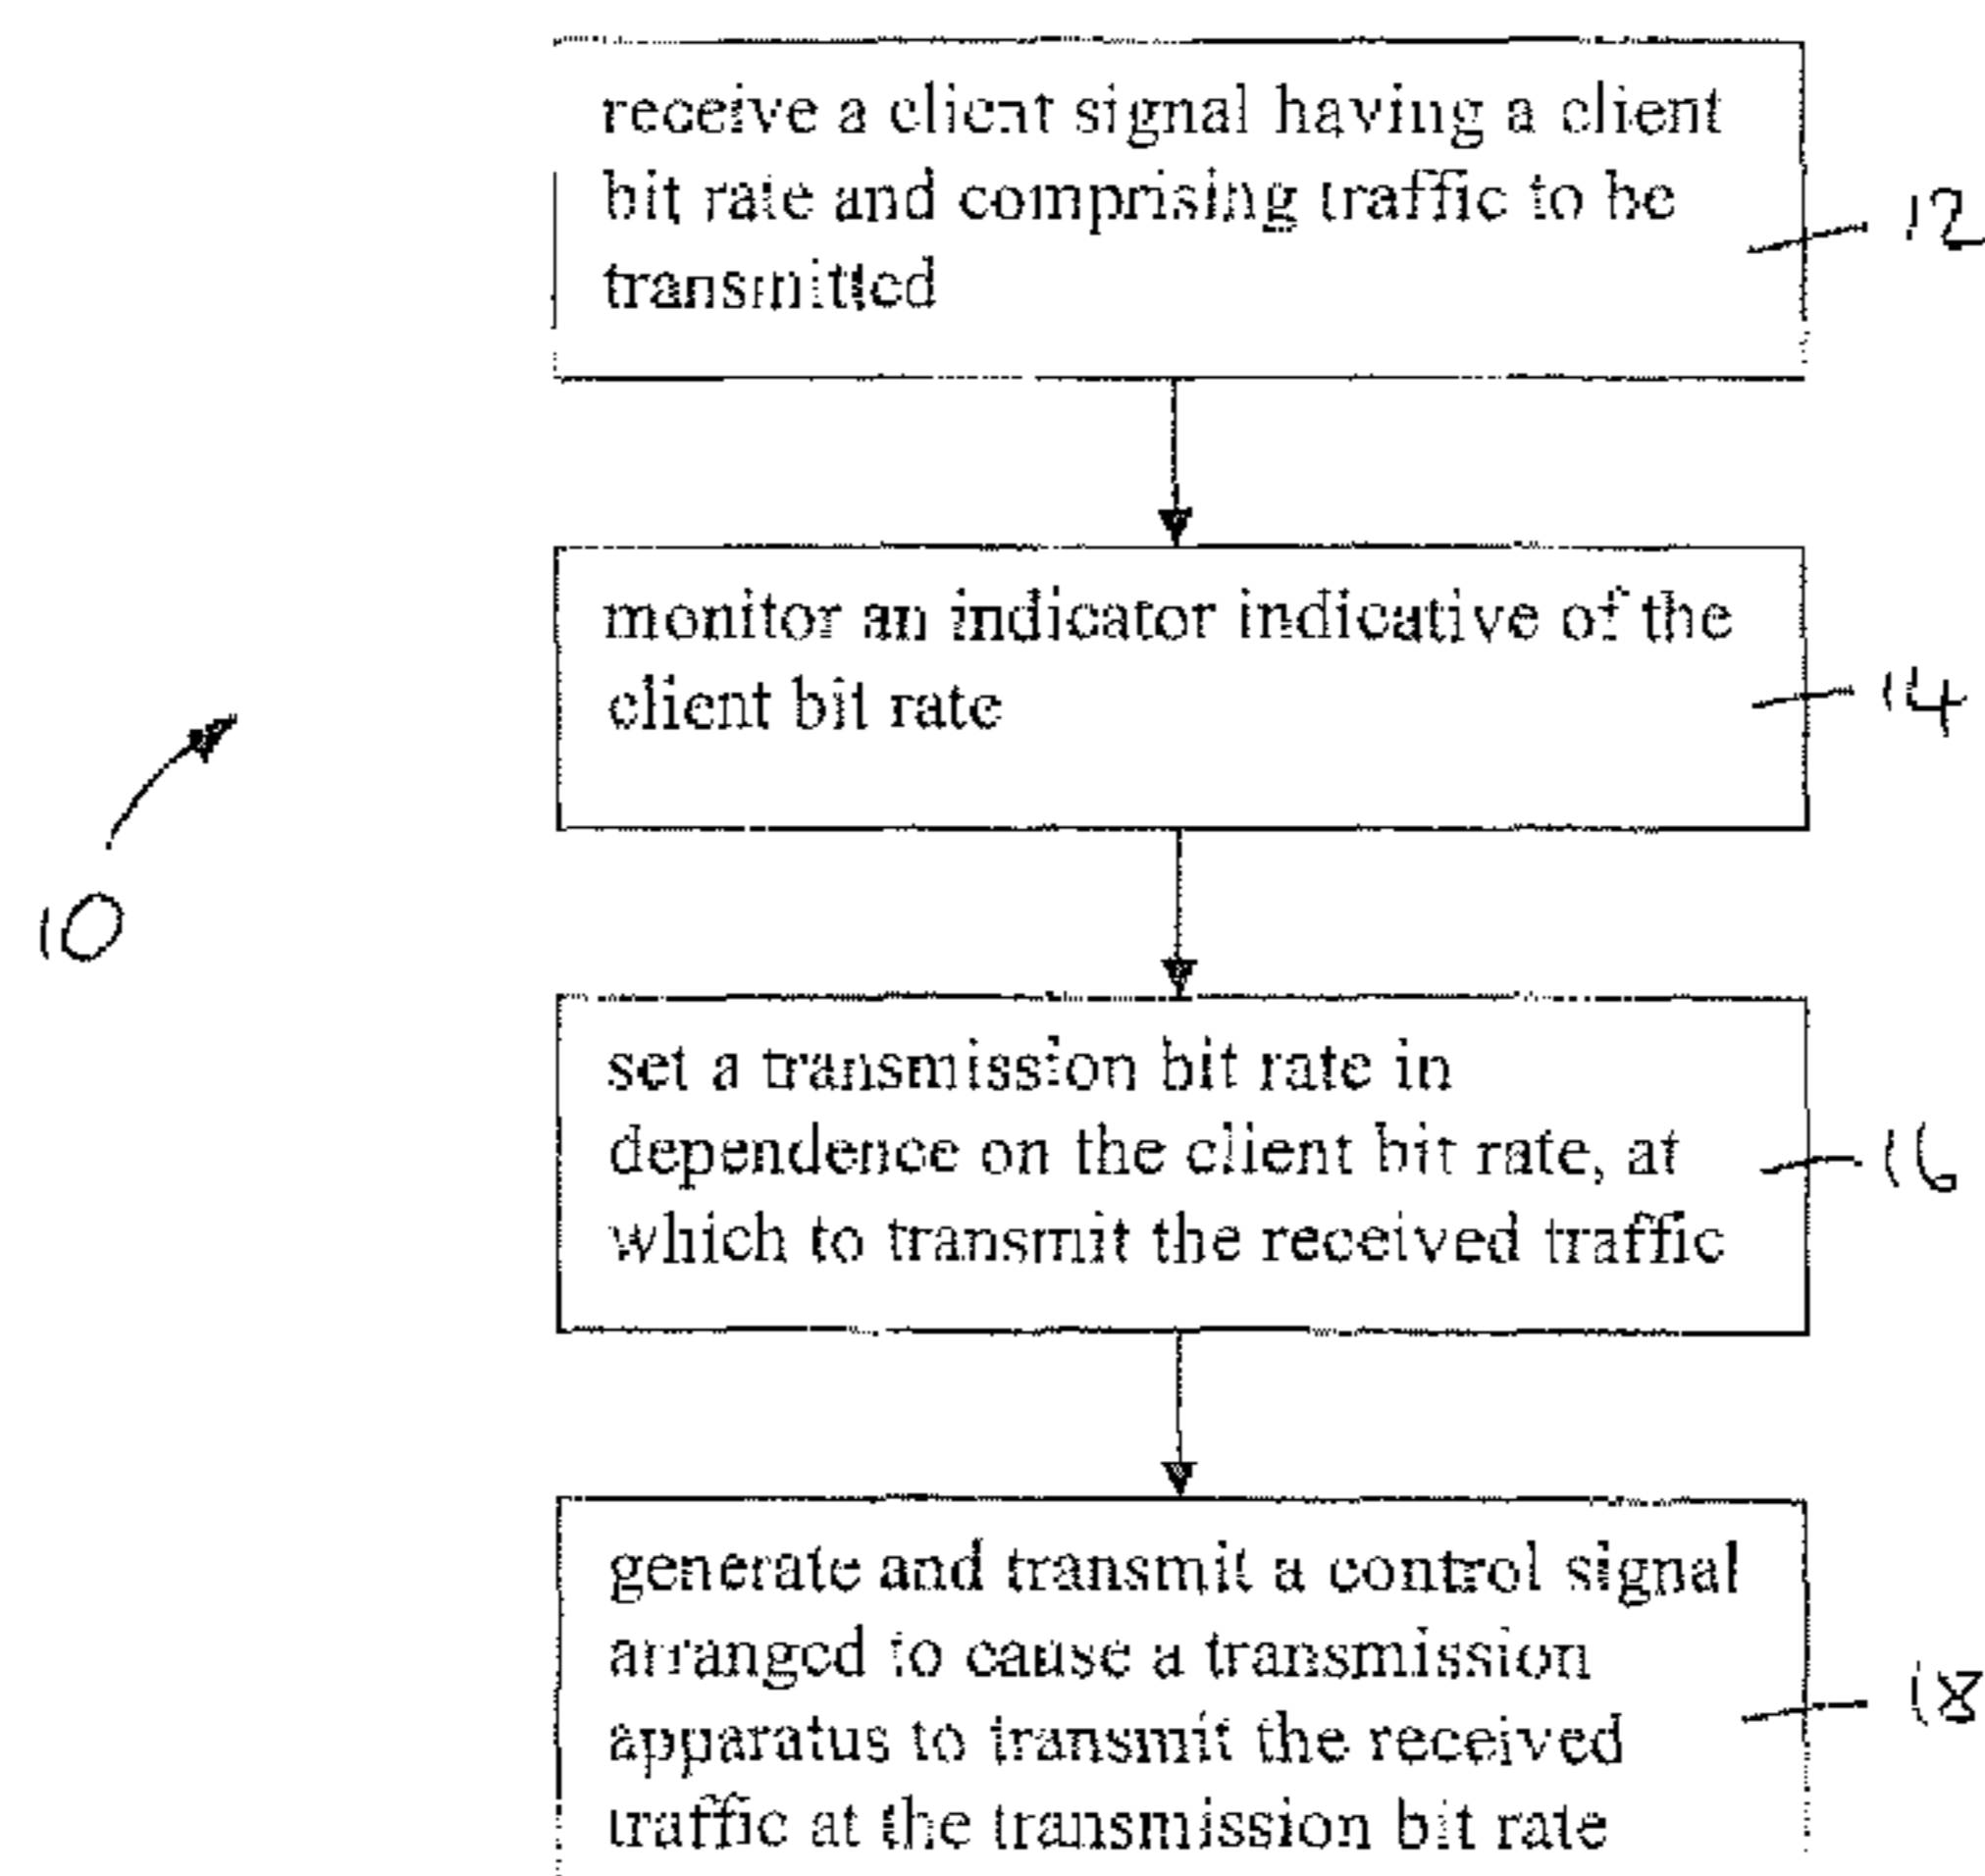 receive a client signal having a client
bit rate and comprising traffic to be
transmitted
12
monitor an indicator indicative of the
client bit rate
14
10
set a transmission bit rate in
dependence on the client bit rate, at
which to transmit the received traffic
16
generate and transmit a control signal
arranged to cause a transmission
apparatus to transmit the received
traffic at the transmission bit rate
18